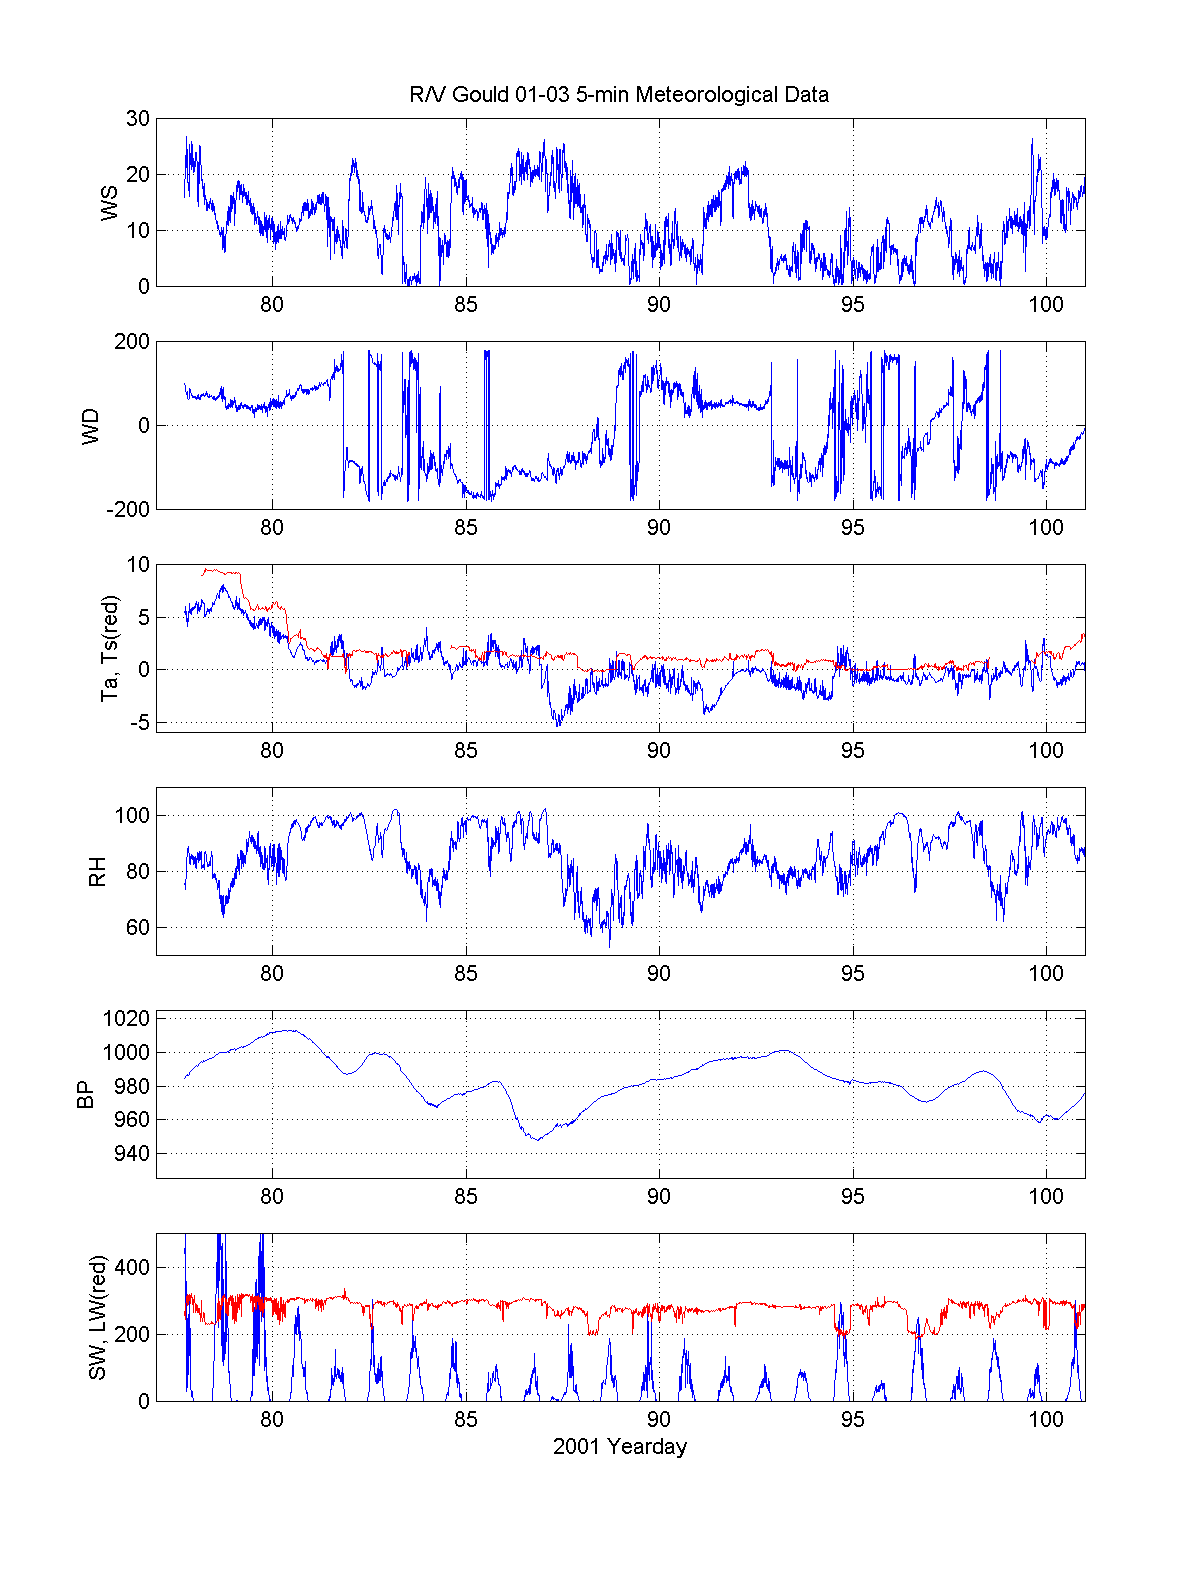 R/V Gould 01-03 5-min Meteorological Data
30
20
10
0
WS
80 85 90 95 100
200
0
-200
WD
80 85 90 95 100
10
5
0
-5
Ta, Ts(red)
80 85 90 95 100
100
80
60
RH
80 85 90 95 100
1020
1000
980
960
940
BP
80 85 90 95 100
400
200
0
SW, LW(red)
80 85 90 95 100
2001 Yearday